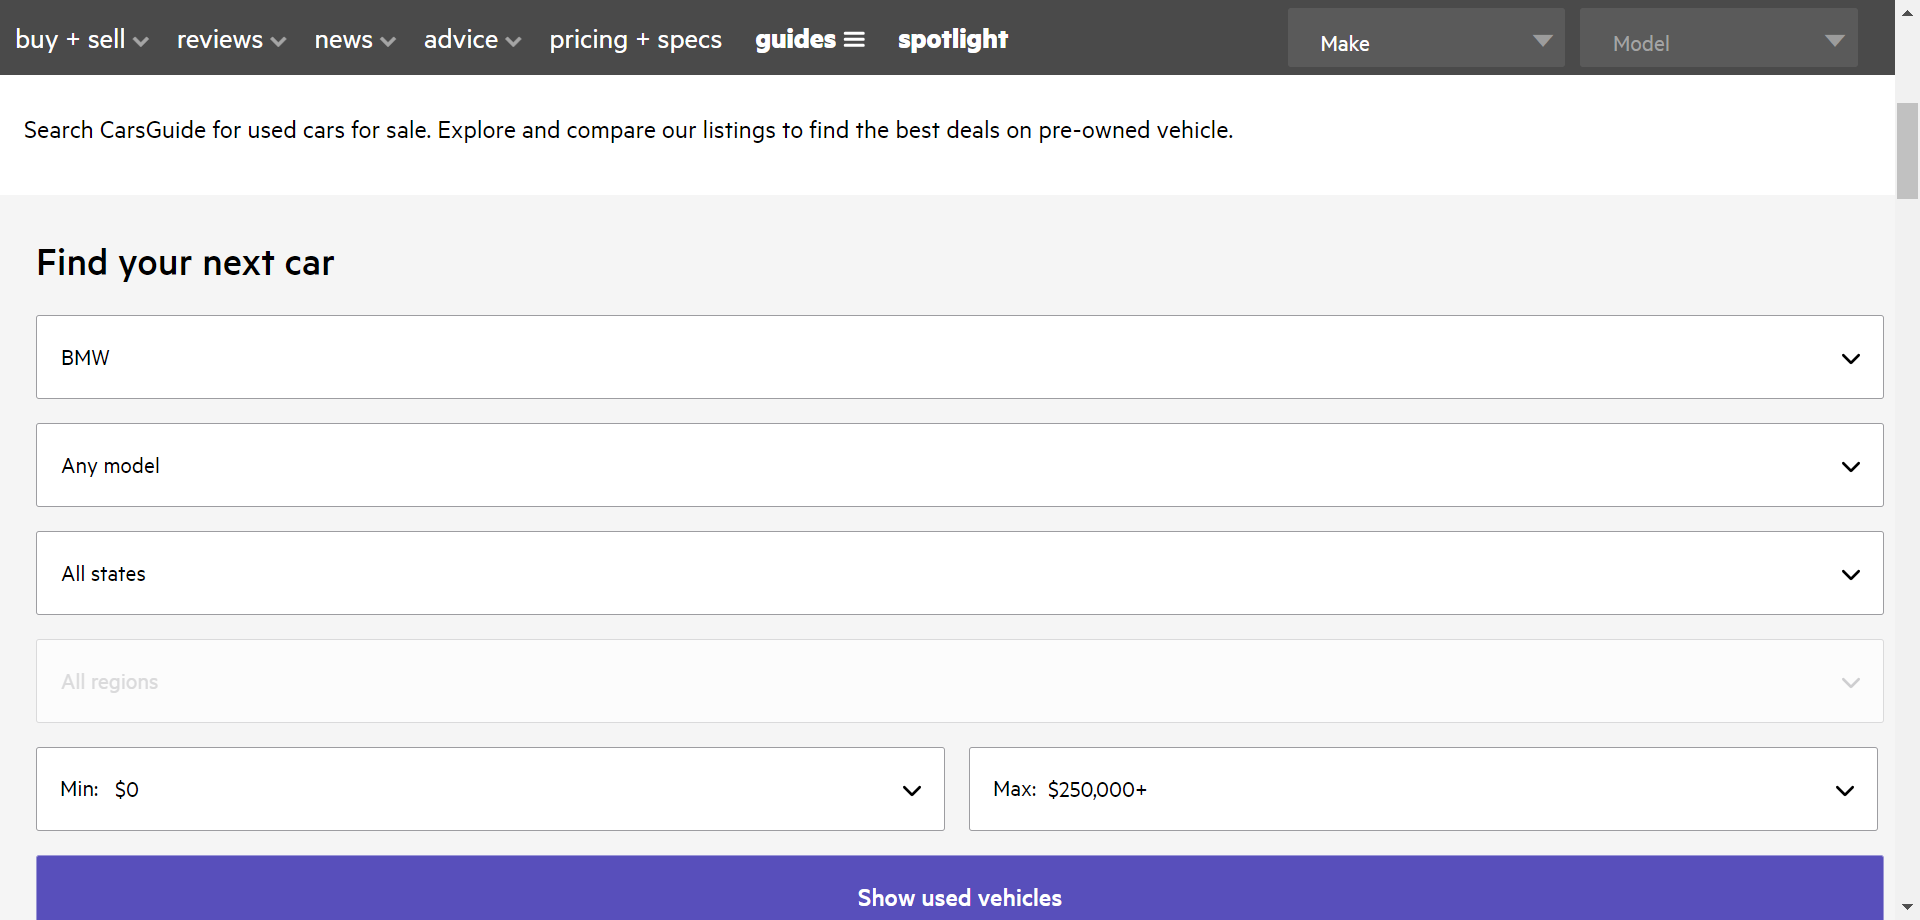 buy + sell reviews news advice pricing + specs guides spotlight Make Model
Search CarsGuide for used cars for sale. Explore and compare our listings to find the best deals on pre-owned vehicle.
Find your next car
BMW
Any model
All states
All regions
Min: $0 Max: $250,000+
Show used vehicles